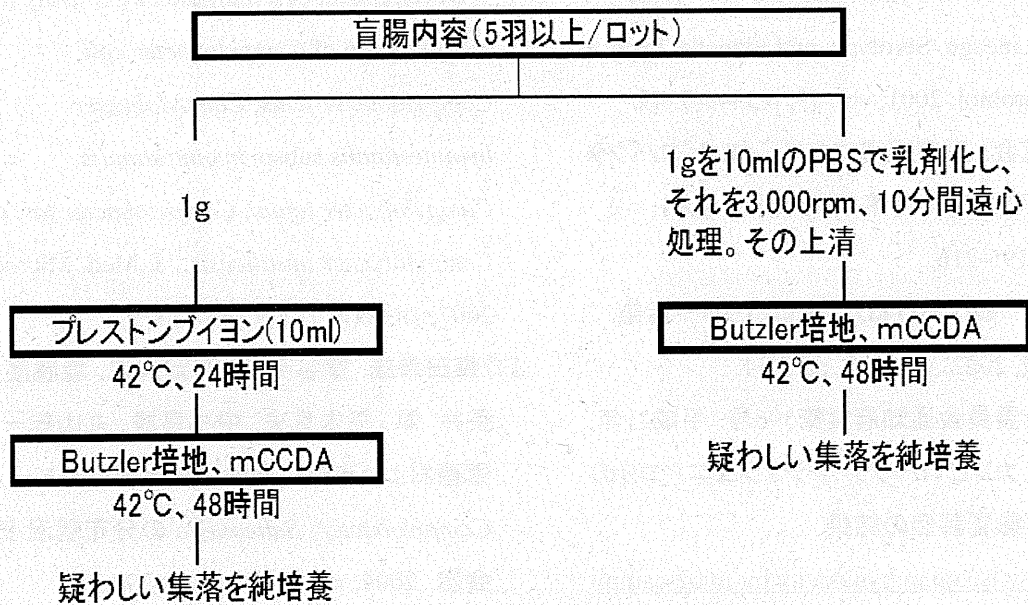 盲腸内容(5羽以上/ロット)
1g
プレストンブイヨン(10ml)
42℃、24時間
Butzler培地、mCCDA
42℃、48時間
疑わしい集落を純培養
1gを10mlのPBSで乳剤化し、
それを3,000rpm、10分間遠心
処理。その上清
Butzler培地、mCCDA
42℃、48時間
疑わしい集落を純培養